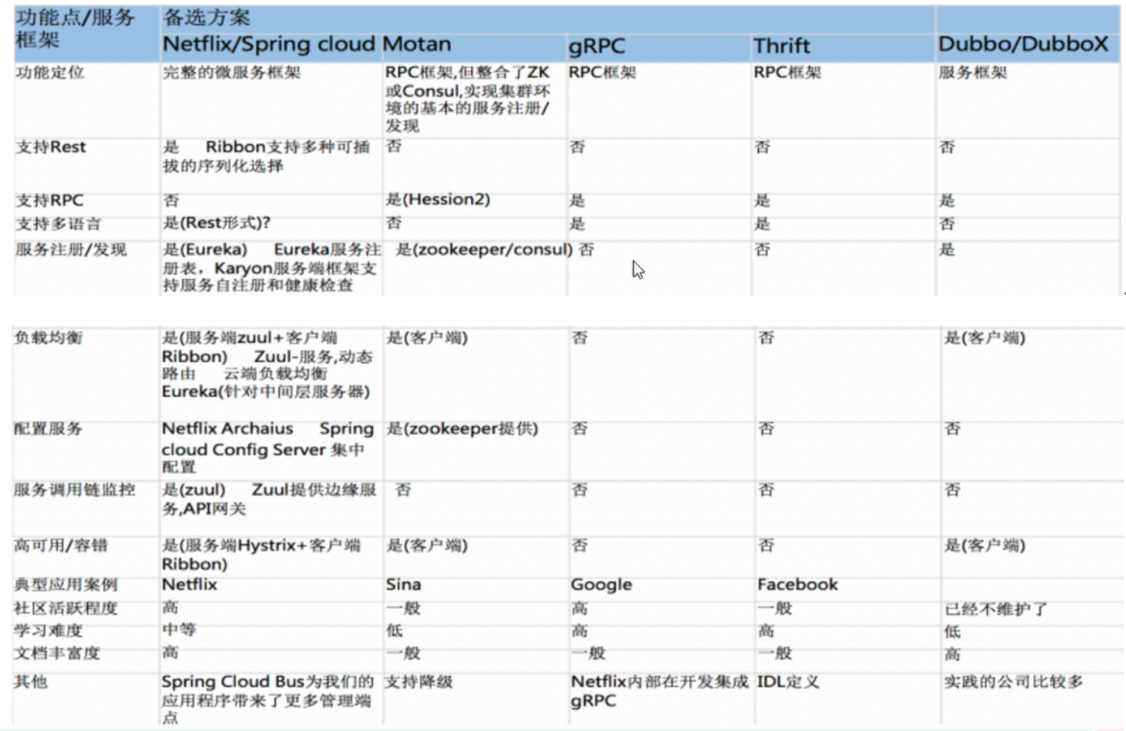 功能点/服务框架 备选方案
Netflix/Spring cloud Motan gRPC Thrift Dubbo/DubboX
功能定位 完整的微服务框架 RPC框架,但整合了ZK或Consul,实现集群环境的基本的服务注册/发现 RPC框架 RPC框架 服务框架
支持Rest 是 Ribbon支持多种可插拔的序列化选择 否 否 否 否
支持RPC 否 是(Hession2) 是 是 是
支持多语言 是(Rest形式)? 否 是 是 否
服务注册/发现 是(Eureka) Eureka服务注册表，Karyon服务端框架支持服务自注册和健康检查 是(zookeeper/consul) 否 否 是
负载均衡 是(服务端zuul+客户端Ribbon) Zuul-服务,动态路由 云端负载均衡 Eureka(针对中间层服务器) 是(客户端) 否 否 是(客户端)
配置服务 Netflix Archaius Spring cloud Config Server 集中配置 是(zookeeper提供) 否 否 否
服务调用链监控 是(zuul) Zuul提供边缘服务,API网关 否 否 否 否
高可用/容错 是(服务端Hystrix+客户端Ribbon) 是(客户端) 否 否 是(客户端)
典型应用案例 Netflix Sina Google Facebook
社区活跃程度 高 一般 高 一般 已经不维护了
学习难度 中等 低 高 高 低
文档丰富度 高 一般 一般 一般 高
其他 Spring Cloud Bus为我们的应用程序带来了更多管理端点 支持降级 Netflix内部在开发集成gRPC IDL定义 实践的公司比较多